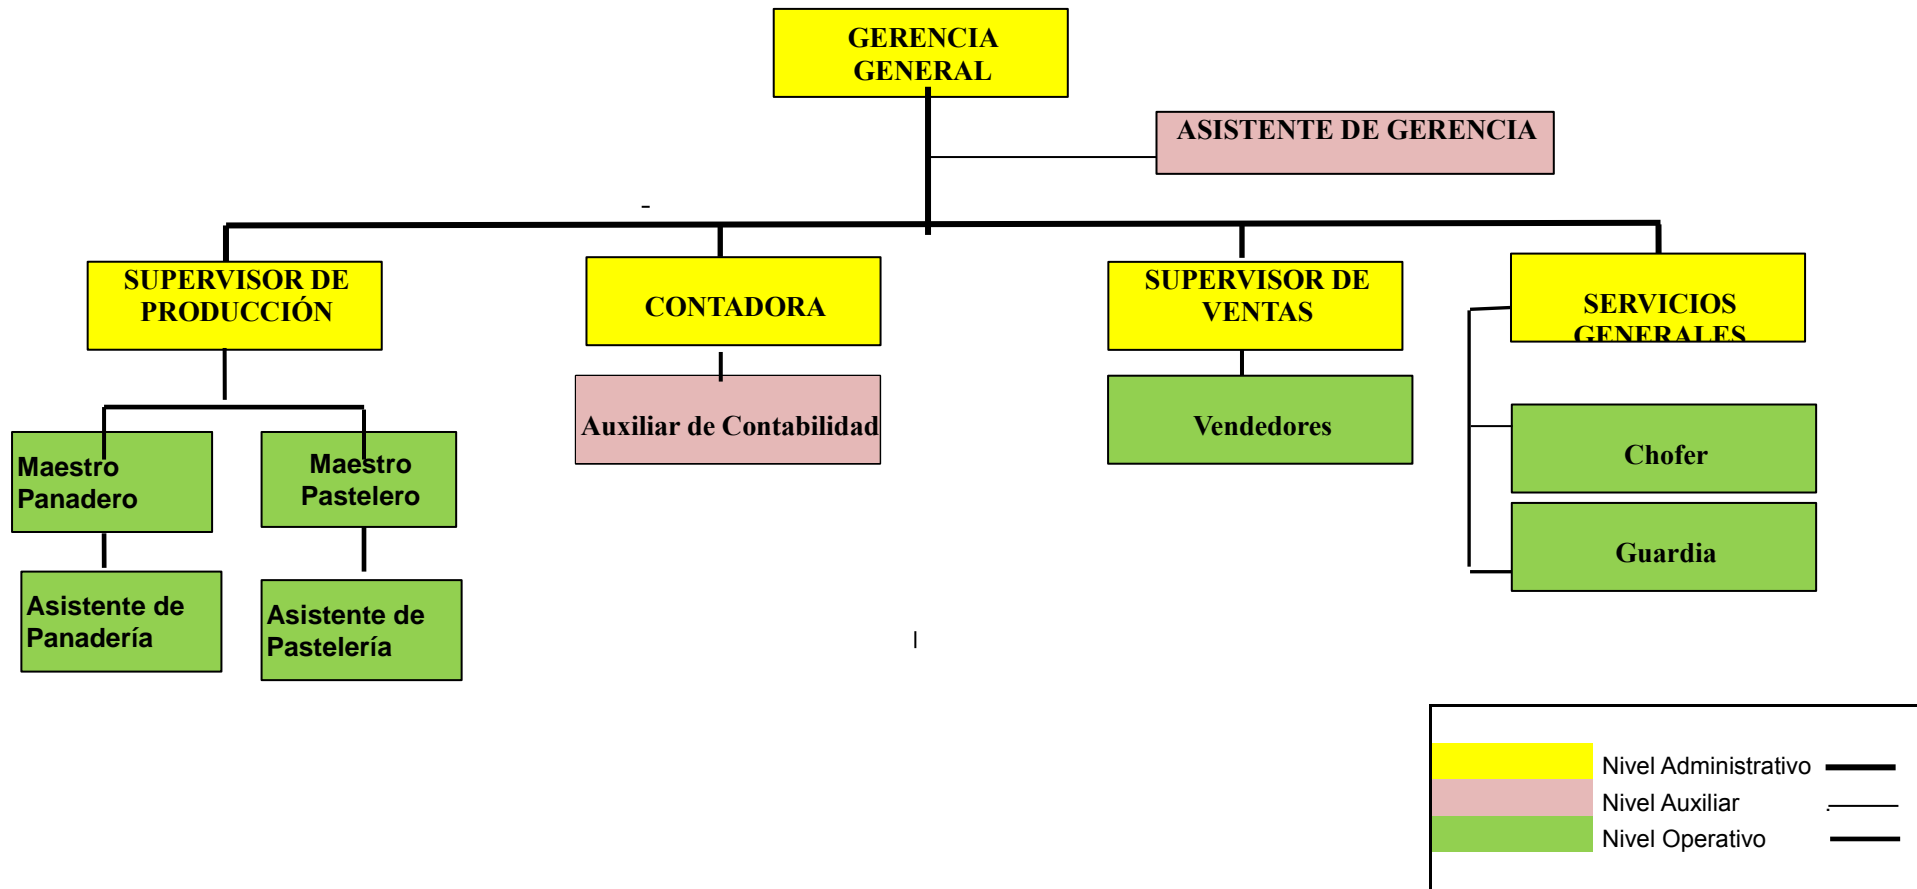 GERENCIA
GENERAL
ASISTENTE DE GERENCIA
SUPERVISOR DE
PRODUCCIÓN
CONTADORA
SUPERVISOR DE
VENTAS
SERVICIOS
GENERALES
Maestro
Panadero
Maestro
Pastelero
Auxiliar de Contabilidad
Vendedores
Chofer
Guardia
Asistente de
Panadería
Asistente de
Pastelería
Nivel Administrativo
Nivel Auxiliar
Nivel Operativo